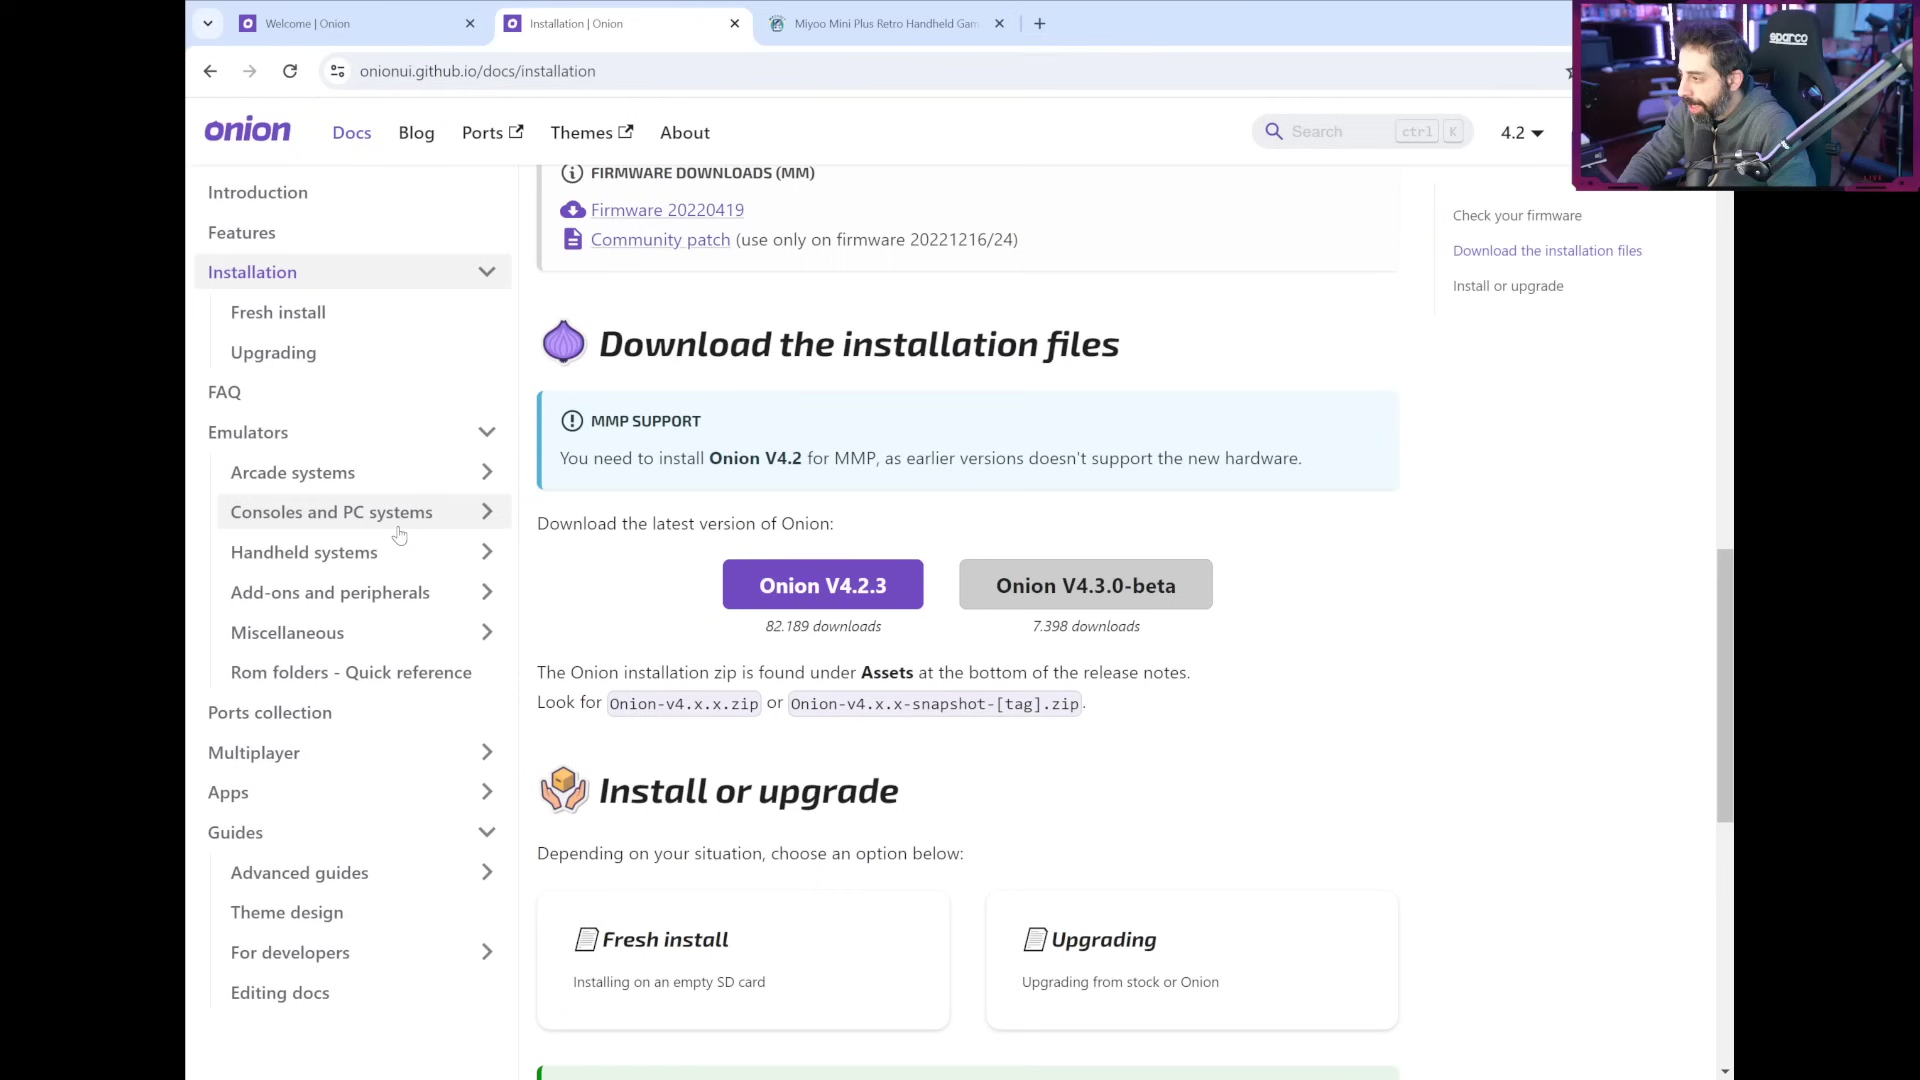 Welcome | Onion
Installation | Onion
Miyoo Mini Plus Retro Handheld Gam
onionui.github.io/docs/installation
onion
Docs
Blog
Ports
Themes
About
Search
ctrl
K
4.2
sparco
LIVE
Introduction
Features
Installation
Fresh install
Upgrading
FAQ
Emulators
Arcade systems
Consoles and PC systems
Handheld systems
Add-ons and peripherals
Miscellaneous
Rom folders - Quick reference
Ports collection
Multiplayer
Apps
Guides
Advanced guides
Theme design
For developers
Editing docs
FIRMWARE DOWNLOADS (MM)
Firmware 20220419
Community patch (use only on firmware 20221216/24)
Download the installation files
MMP SUPPORT
You need to install Onion V4.2 for MMP, as earlier versions doesn't support the new hardware.
Download the latest version of Onion:
Onion V4.2.3
82.189 downloads
Onion V4.3.0-beta
7.398 downloads
The Onion installation zip is found under Assets at the bottom of the release notes.
Look for Onion-v4.x.x.zip or Onion-v4.x.x-snapshot-[tag].zip.
Install or upgrade
Depending on your situation, choose an option below:
Fresh install
Installing on an empty SD card
Upgrading
Upgrading from stock or Onion
Check your firmware
Download the installation files
Install or upgrade